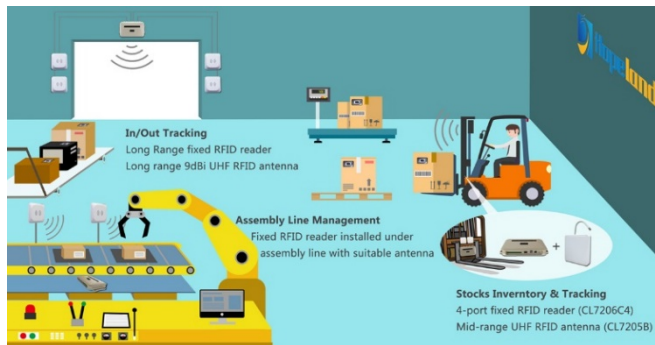 Hopeland
In/Out Tracking
Long Range fixed RFID reader
Long range 9dBi UHF RFID antenna
Assembly Line Management
Fixed RFID reader installed under
assembly line with suitable antenna
Stocks Inverntory & Tracking
4-port fixed RFID reader (CL7206C4)
Mid-range UHF RFID antenna (CL7205B)